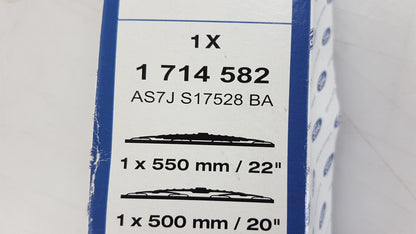 1X
1 714 582
AS7J S17528 BA
1 x 550 mm / 22"
1 x 500 mm / 20"